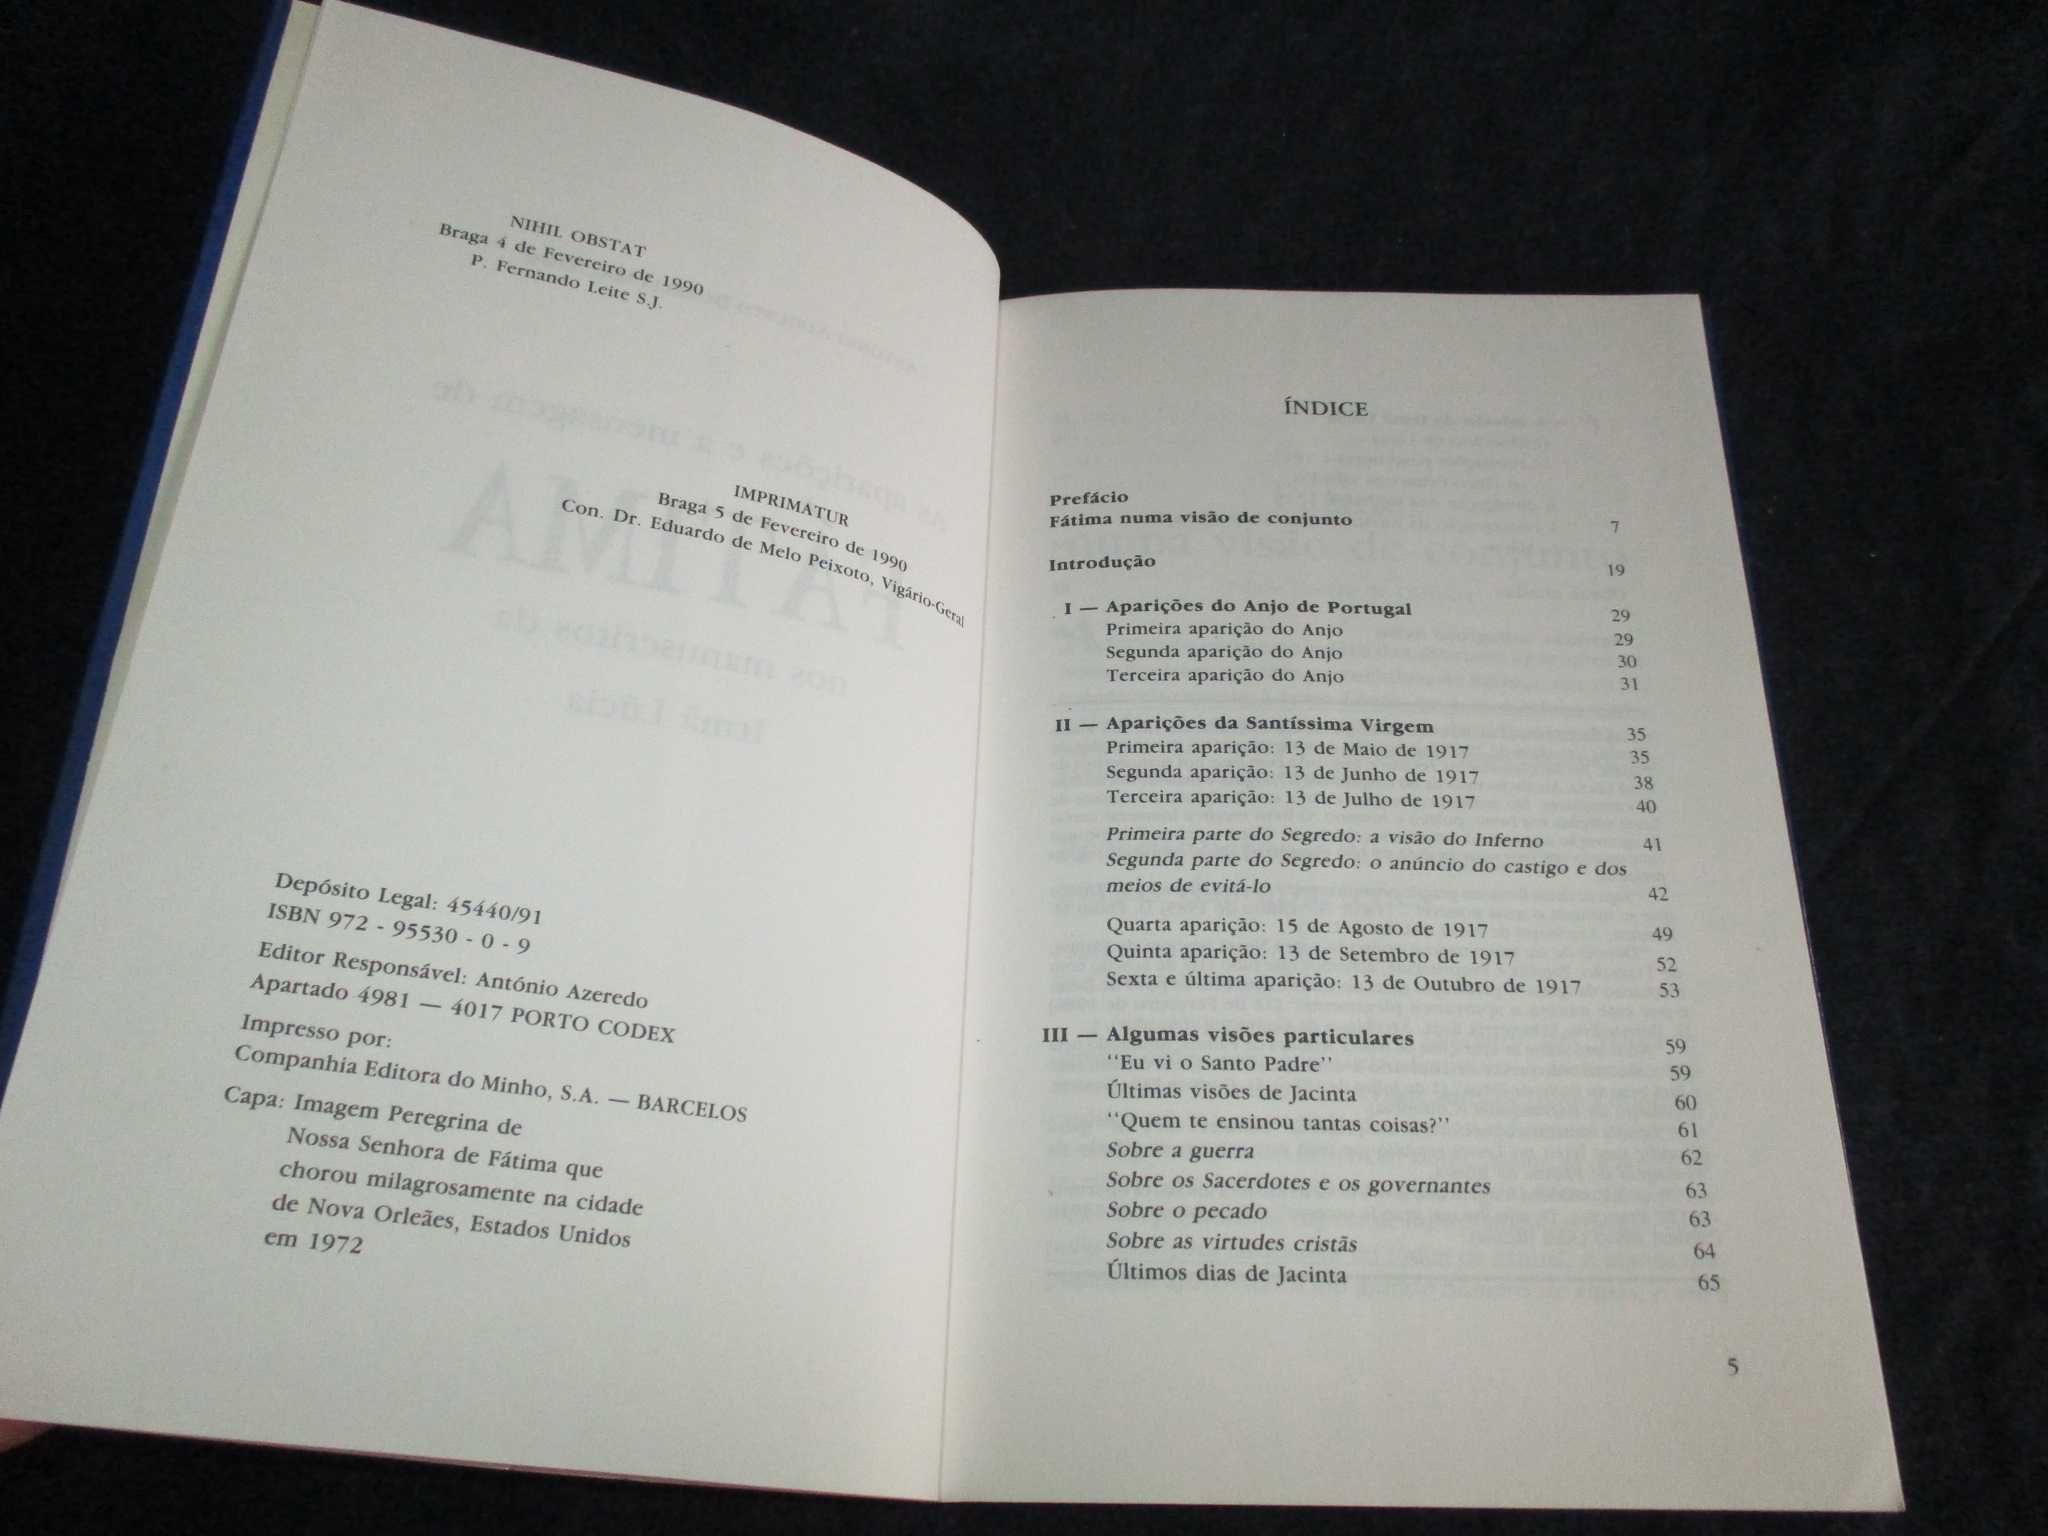 NIHIL OBSTAT
Braga 4 de Fevereiro de 1990
P. Fernando Leite S.J.
IMPRIMATUR
Braga 5 de Fevereiro de 1990
Con. Dr. Eduardo de Melo Peixoto, Vigário-Geral
Depósito Legal: 45440/91
ISBN 972 - 95530 - 0 - 9
Editor Responsável: António Azeredo
Apartado 4981 — 4017 PORTO CODEX
Impresso por:
Companhia Editora do Minho, S.A. — BARCELOS
Capa: Imagem Peregrina de
Nossa Senhora de Fátima que
chorou milagrosamente na cidade
de Nova Orleães, Estados Unidos
em 1972
ÍNDICE
Prefácio
Fátima numa visão de conjunto 7
Introdução 19
I — Aparições do Anjo de Portugal 29
Primeira aparição do Anjo 29
Segunda aparição do Anjo 30
Terceira aparição do Anjo 31
II — Aparições da Santíssima Virgem 35
Primeira aparição: 13 de Maio de 1917 35
Segunda aparição: 13 de Junho de 1917 38
Terceira aparição: 13 de Julho de 1917 40
Primeira parte do Segredo: a visão do Inferno 41
Segunda parte do Segredo: o anúncio do castigo e dos
meios de evitá-lo 42
Quarta aparição: 15 de Agosto de 1917 49
Quinta aparição: 13 de Setembro de 1917 52
Sexta e última aparição: 13 de Outubro de 1917 53
III — Algumas visões particulares 59
"Eu vi o Santo Padre" 59
Últimas visões de Jacinta 60
"Quem te ensinou tantas coisas?" 61
Sobre a guerra 62
Sobre os Sacerdotes e os governantes 63
Sobre o pecado 63
Sobre as virtudes cristãs 64
Últimos dias de Jacinta 65
5